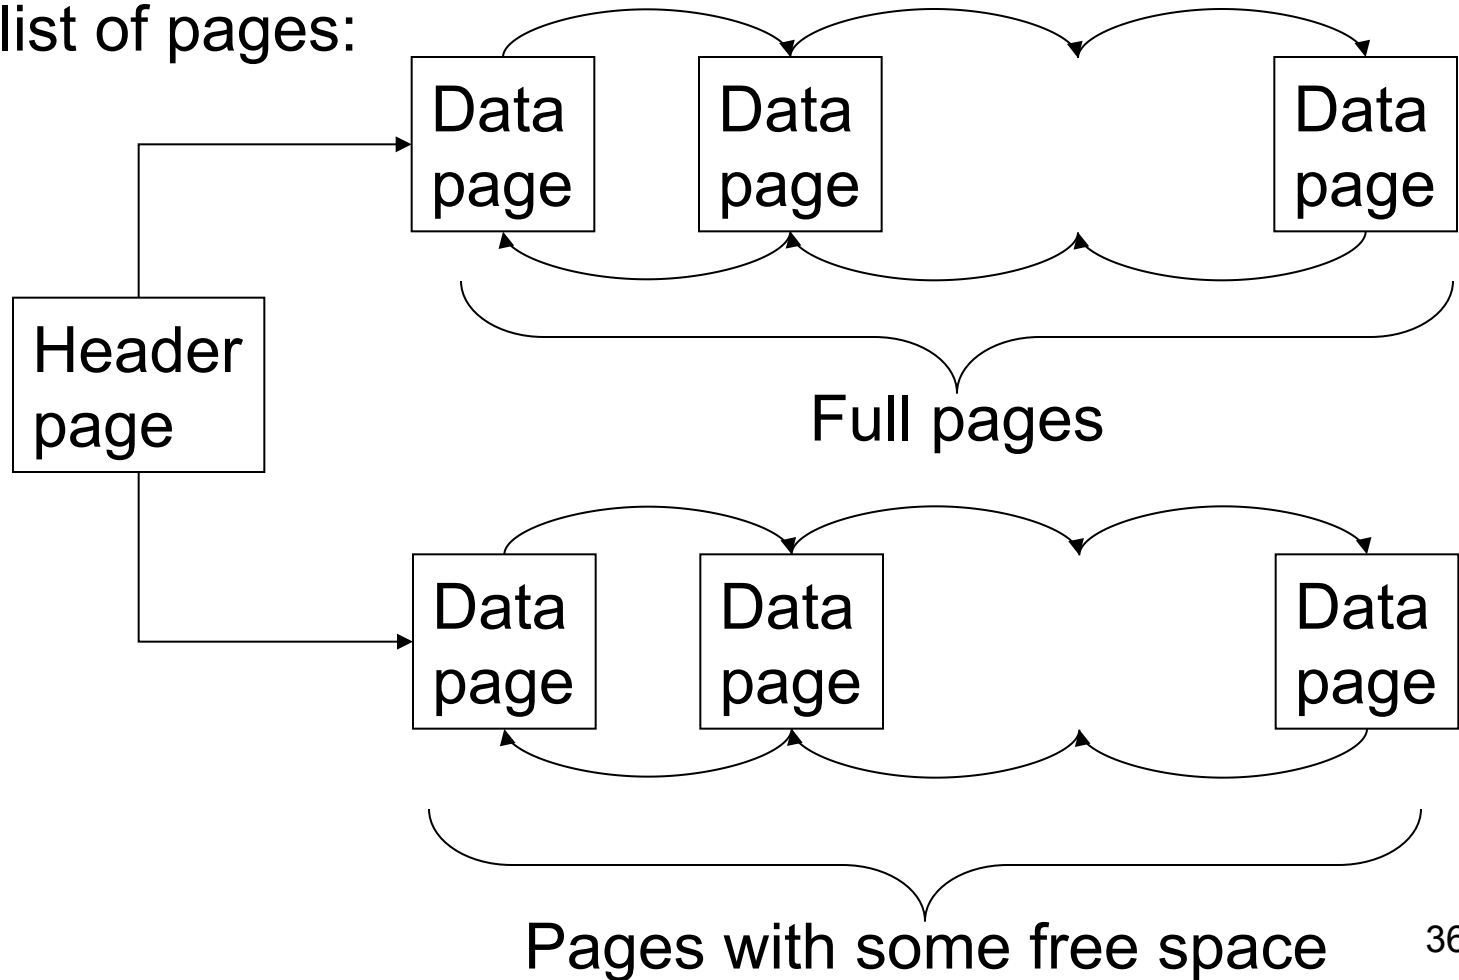 list of pages:
Data
page
Data
page
Data
page
Header
page
Full pages
Data
page
Data
page
Data
page
Pages with some free space
36